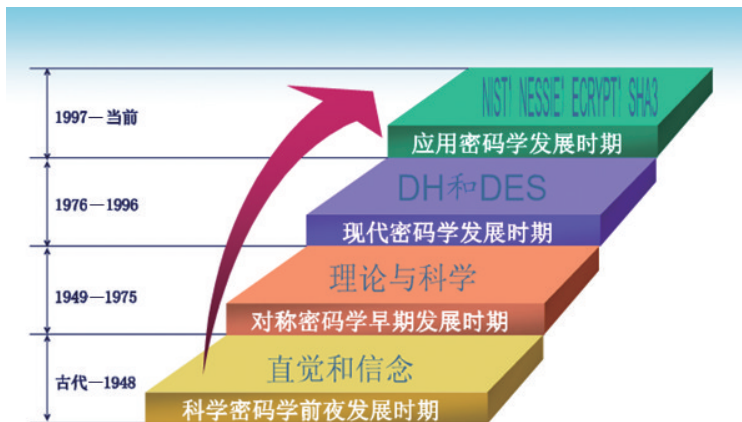 NIST' NESSIE' ECRYPT' SHA3
1997—当前
应用密码学发展时期
DH和DES
1976—1996
现代密码学发展时期
理论与科学
1949—1975
对称密码学早期发展时期
直觉和信念
古代—1948
科学密码学前夜发展时期